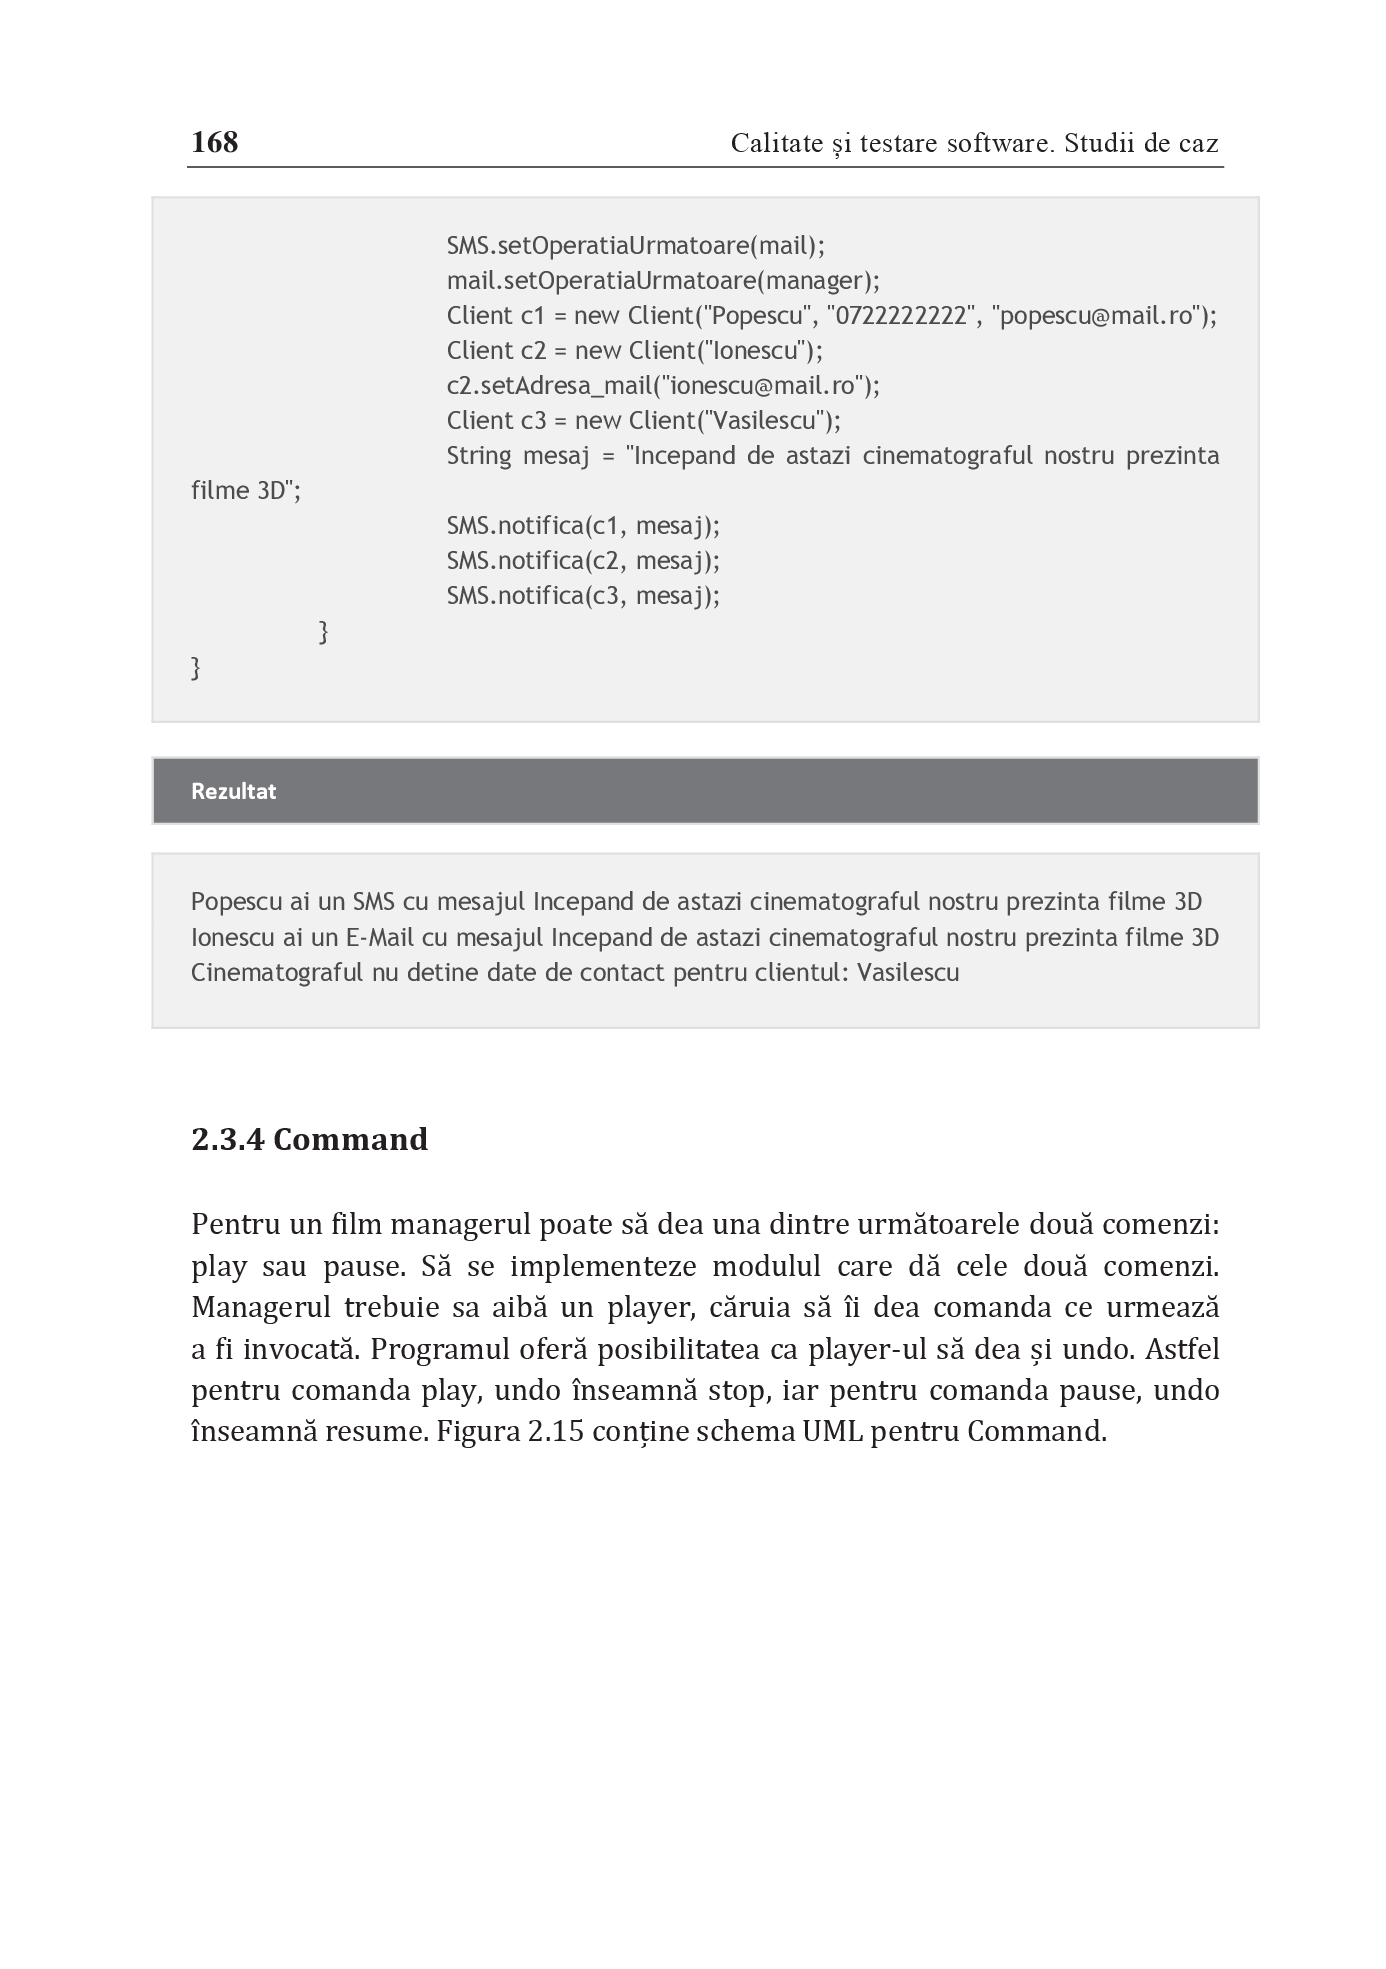 168 Calitate și testare software. Studii de caz
SMS.setOperatiaUrmatoare(mail);
mail.setOperatiaUrmatoare(manager);
Client c1 = new Client("Popescu", "0722222222", "popescu@mail.ro");
Client c2 = new Client("Ionescu");
c2.setAdresa_mail("ionescu@mail.ro");
Client c3 = new Client("Vasilescu");
String mesaj = "Incepand de astazi cinematograful nostru prezinta
filme 3D";
SMS.notifica(c1, mesaj);
SMS.notifica(c2, mesaj);
SMS.notifica(c3, mesaj);
}
}
Rezultat
Popescu ai un SMS cu mesajul Incepand de astazi cinematograful nostru prezinta filme 3D
Ionescu ai un E-Mail cu mesajul Incepand de astazi cinematograful nostru prezinta filme 3D
Cinematograful nu detine date de contact pentru clientul: Vasilescu
2.3.4 Command
Pentru un film managerul poate să dea una dintre următoarele două comenzi:
play sau pause. Să se implementeze modulul care dă cele două comenzi.
Managerul trebuie sa aibă un player, căruia să îi dea comanda ce urmează
a fi invocată. Programul oferă posibilitatea ca player-ul să dea și undo. Astfel
pentru comanda play, undo înseamnă stop, iar pentru comanda pause, undo
înseamnă resume. Figura 2.15 conține schema UML pentru Command.